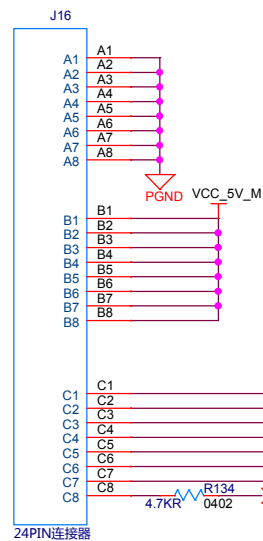 J16
A1 A1
A2 A2
A3 A3
A4 A4
A5 A5
A6 A6
A7 A7
A8 A8
PGND
VCC_5V_M
B1 B1
B2 B2
B3 B3
B4 B4
B5 B5
B6 B6
B7 B7
B8 B8
C1 C1
C2 C2
C3 C3
C4 C4
C5 C5
C6 C6
C7 C7
C8 C8
R134
4.7KR 0402
24PIN连接器